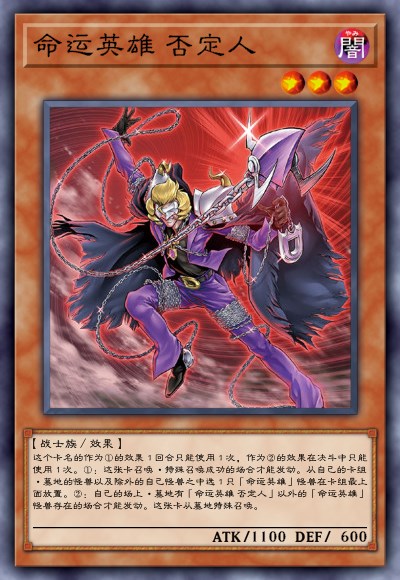 命运英雄 否定人
やみ
闇
【战士族/效果】
这个卡名的作为①的效果1回合只能使用1次，作为②的效果在决斗中只能
使用1次。①：这张卡召唤·特殊召唤成功的场合才能发动。从自己的卡组
·墓地的怪兽以及除外的自己怪兽之中选1只「命运英雄」怪兽在卡组最上
面放置。②：自己的场上·墓地有「命运英雄 否定人」以外的「命运英雄」
怪兽存在的场合才能发动。这张卡从墓地特殊召唤。
ATK/1100 DEF/ 600